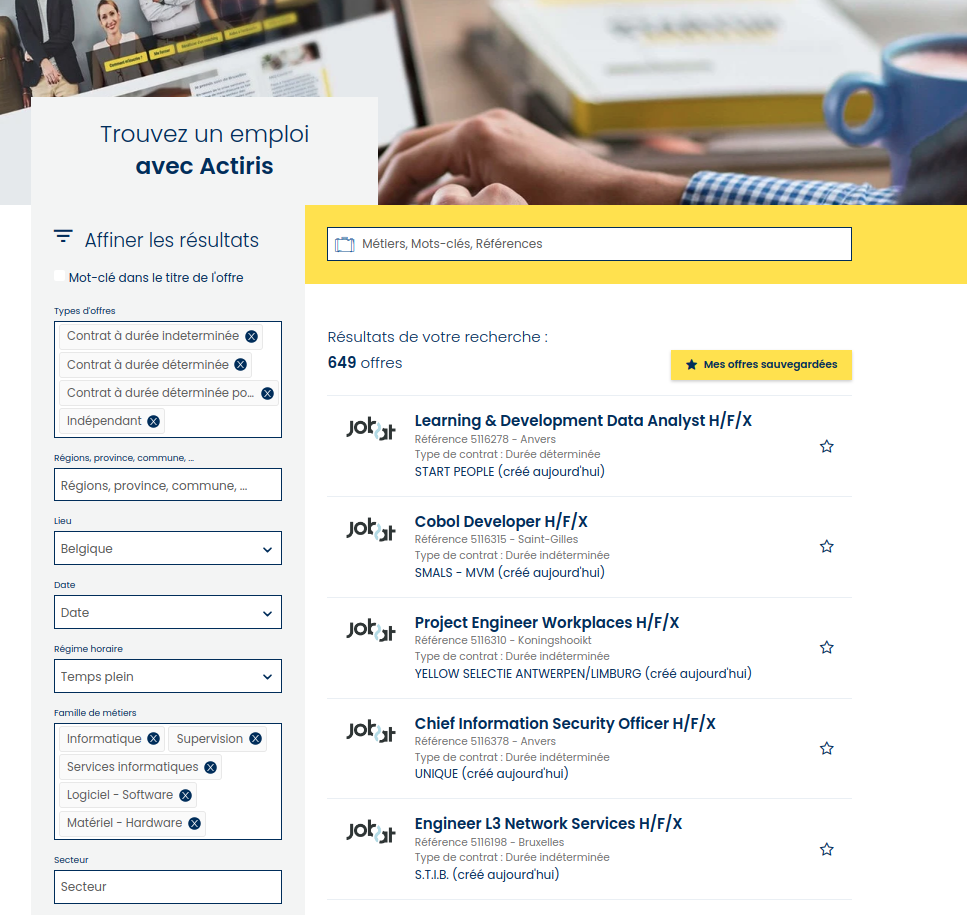 STARTUP
Trouvez un emploi
avec Actiris
Affiner les résultats
Mot-clé dans le titre de l'offre
Types d'offres
Contrat à durée indeterminée
Contrat à durée déterminée
Contrat à durée déterminée po...
Indépendant
Régions, province, commune, ...
Régions, province, commune, ...
Lieu
Belgique
Date
Date
Régime horaire
Temps plein
Famille de métiers
Informatique Supervision
Services informatiques
Logiciel - Software
Matériel - Hardware
Secteur
Secteur
Métiers, Mots-clés, Références
Résultats de votre recherche :
649 offres
Mes offres sauvegardées
jobat
Learning & Development Data Analyst H/F/X
Référence 5116278 - Anvers
Type de contrat : Durée déterminée
START PEOPLE (créé aujourd'hui)
jobat
Cobol Developer H/F/X
Référence 5116315 - Saint-Gilles
Type de contrat : Durée indéterminée
SMALS - MVM (créé aujourd'hui)
jobat
Project Engineer Workplaces H/F/X
Référence 5116310 - Koningshooikt
Type de contrat : Durée indéterminée
YELLOW SELECTIE ANTWERPEN/LIMBURG (créé aujourd'hui)
jobat
Chief Information Security Officer H/F/X
Référence 5116378 - Anvers
Type de contrat : Durée indéterminée
UNIQUE (créé aujourd'hui)
jobat
Engineer L3 Network Services H/F/X
Référence 5116198 - Bruxelles
Type de contrat : Durée indéterminée
S.T.I.B. (créé aujourd'hui)